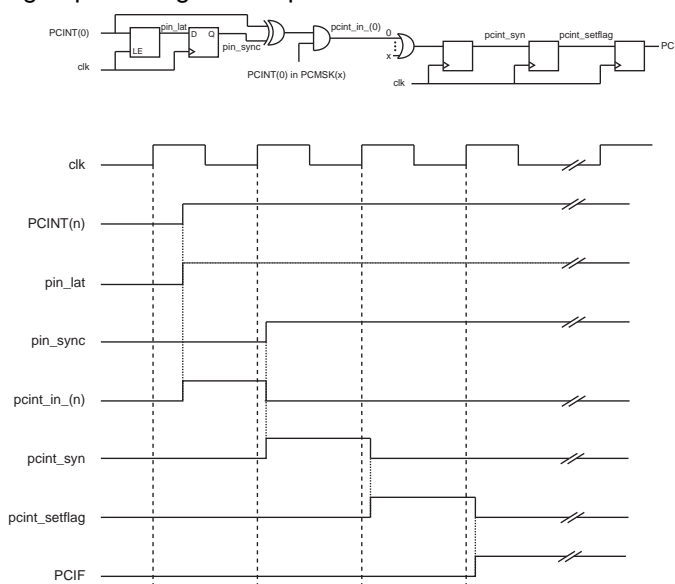 PCINT(0)
LE
clk
pin_lat
D Q
pin_sync
PCINT(0) in PCMSK(x)
pcint_in_(0)
0
x
clk
pcint_syn
pcint_setflag
clk
PCINT(n)
pin_lat
pin_sync
pcint_in_(n)
pcint_syn
pcint_setflag
PCIF